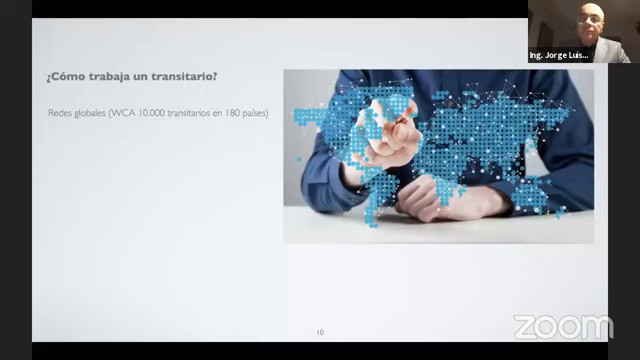 Ing. Jorge Luis...
¿Cómo trabaja un transitario?
Redes globales (WCA 10.000 transitarios en 180 países)
10
zoom